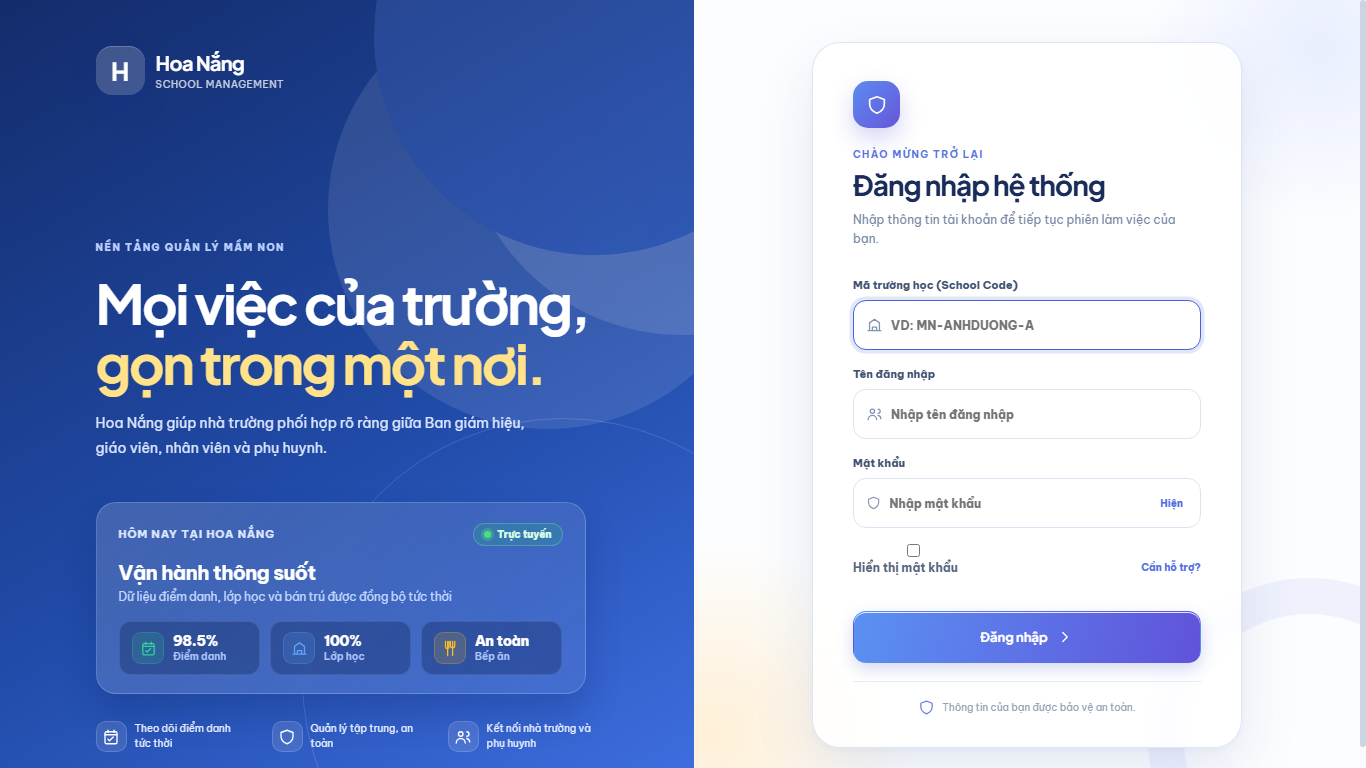 H
Hoa Nắng
SCHOOL MANAGEMENT
NỀN TẢNG QUẢN LÝ MẦM NON
Mọi việc của trường,
gọn trong một nơi.
Hoa Nắng giúp nhà trường phối hợp rõ ràng giữa Ban giám hiệu,
giáo viên, nhân viên và phụ huynh.
HÔM NAY TẠI HOA NẮNG
Trực tuyến
Vận hành thông suốt
Dữ liệu điểm danh, lớp học và bán trú được đồng bộ tức thời
98.5%
Điểm danh
100%
Lớp học
An toàn
Bếp ăn
Theo dõi điểm danh
tức thời
Quản lý tập trung, an
toàn
Kết nối nhà trường và
phụ huynh
CHÀO MỪNG TRỞ LẠI
Đăng nhập hệ thống
Nhập thông tin tài khoản để tiếp tục phiên làm việc của
bạn.
Mã trường học (School Code)
VD: MN-ANHDUONG-A
Tên đăng nhập
Nhập tên đăng nhập
Mật khẩu
Nhập mật khẩu
Hiện
Hiển thị mật khẩu
Cần hỗ trợ?
Đăng nhập
Thông tin của bạn được bảo vệ an toàn.